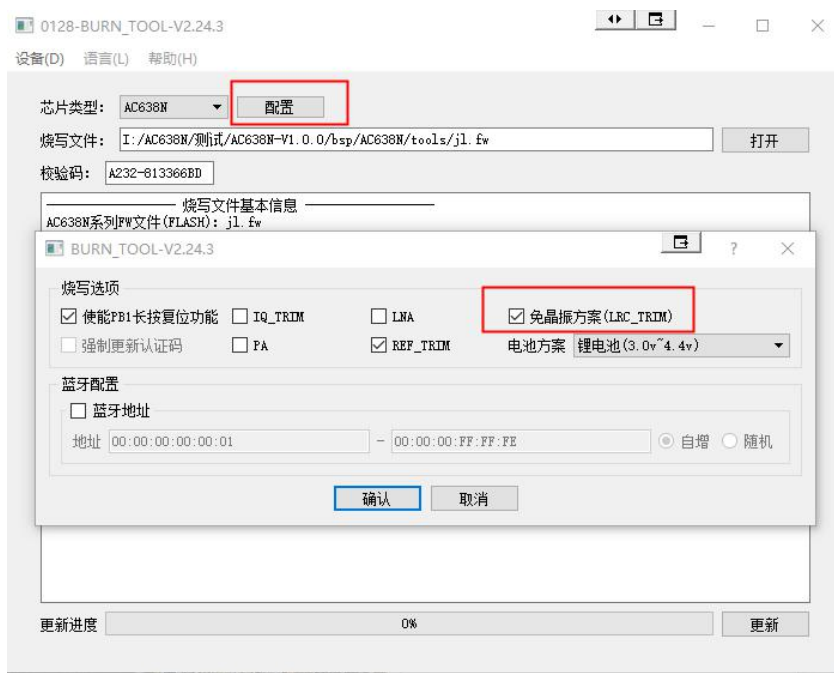 0128-BURN_TOOL-V2.24.3
设备(D) 语言(L) 帮助(H)
芯片类型： AC638N 配置
烧写文件： I:/AC638N/测试/AC638N-V1.0.0/bsp/AC638N/tools/jl.fw 打开
校验码： A232-813366BD
烧写文件基本信息
AC638N系列FW文件(FLASH)：jl.fw
BURN_TOOL-V2.24.3 ?
烧写选项
使能PB1长按复位功能 IQ_TRIM LNA 免晶振方案(LRC_TRIM)
强制更新认证码 PA REF_TRIM 电池方案 锂电池(3.0v~4.4v)
蓝牙配置
蓝牙地址
地址 00:00:00:00:00:01 - 00:00:00:FF:FF:FE 自增 随机
确认 取消
更新进度 0% 更新